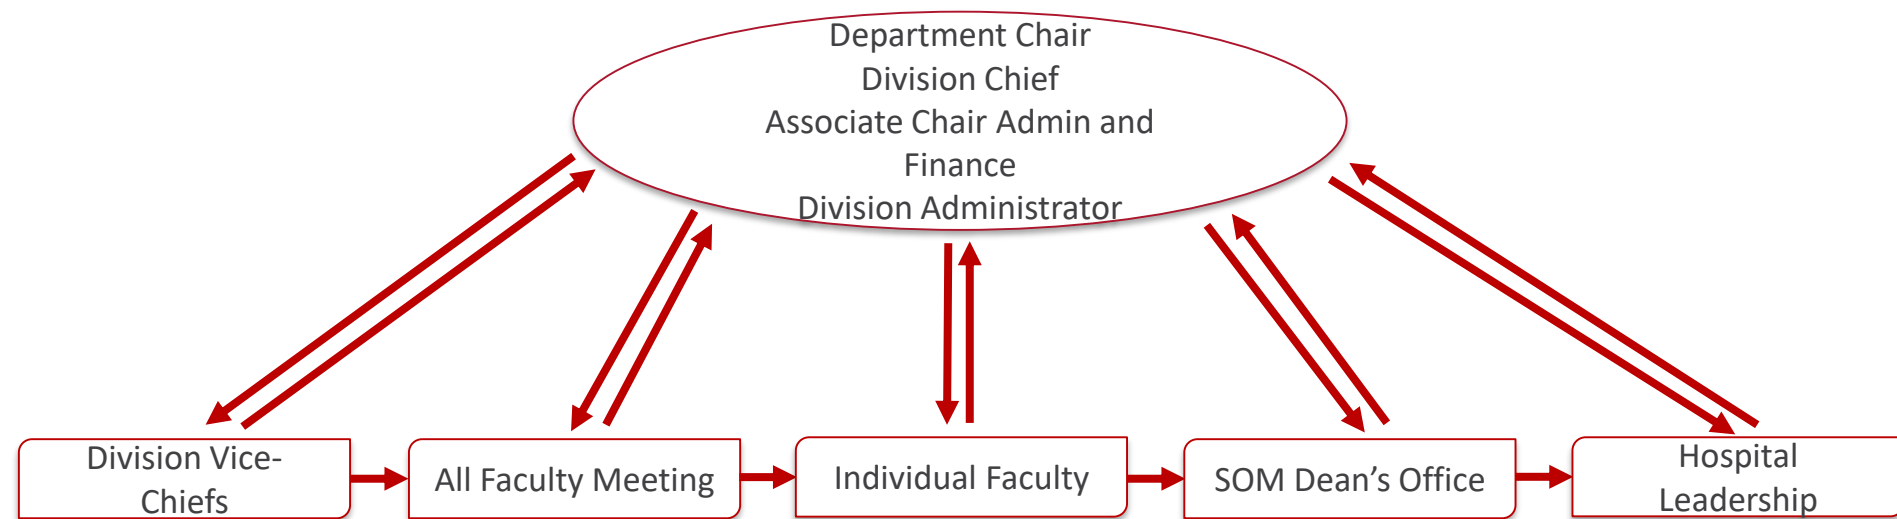 Department Chair
Division Chief
Associate Chair Admin and
Finance
Division Administrator
Division Vice-
Chiefs
All Faculty Meeting
Individual Faculty
SOM Dean’s Office
Hospital
Leadership